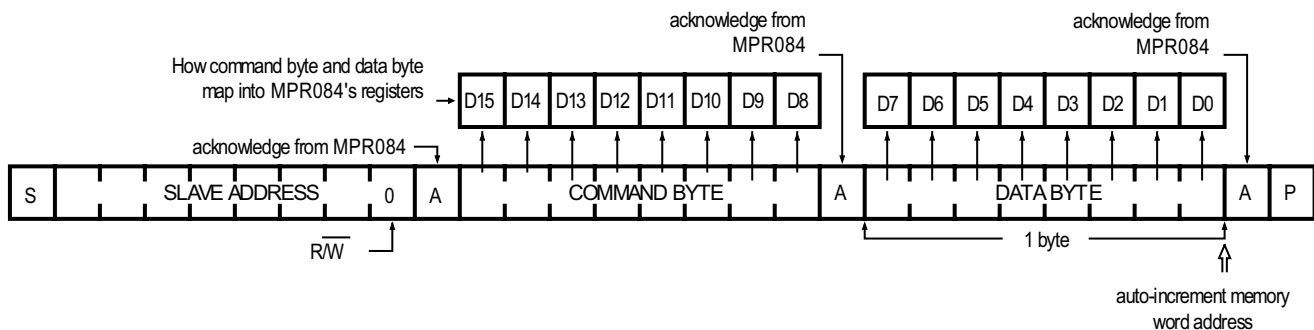 acknowledge from
MPR084
acknowledge from
MPR084
How command byte and data byte
map into MPR084's registers
D15 D14 D13 D12 D11 D10 D9 D8 D7 D6 D5 D4 D3 D2 D1 D0
acknowledge from MPR084
S SLAVE ADDRESS 0 A COMMAND BYTE A DATA BYTE A P
R/W̅
1 byte
auto-increment memory
word address